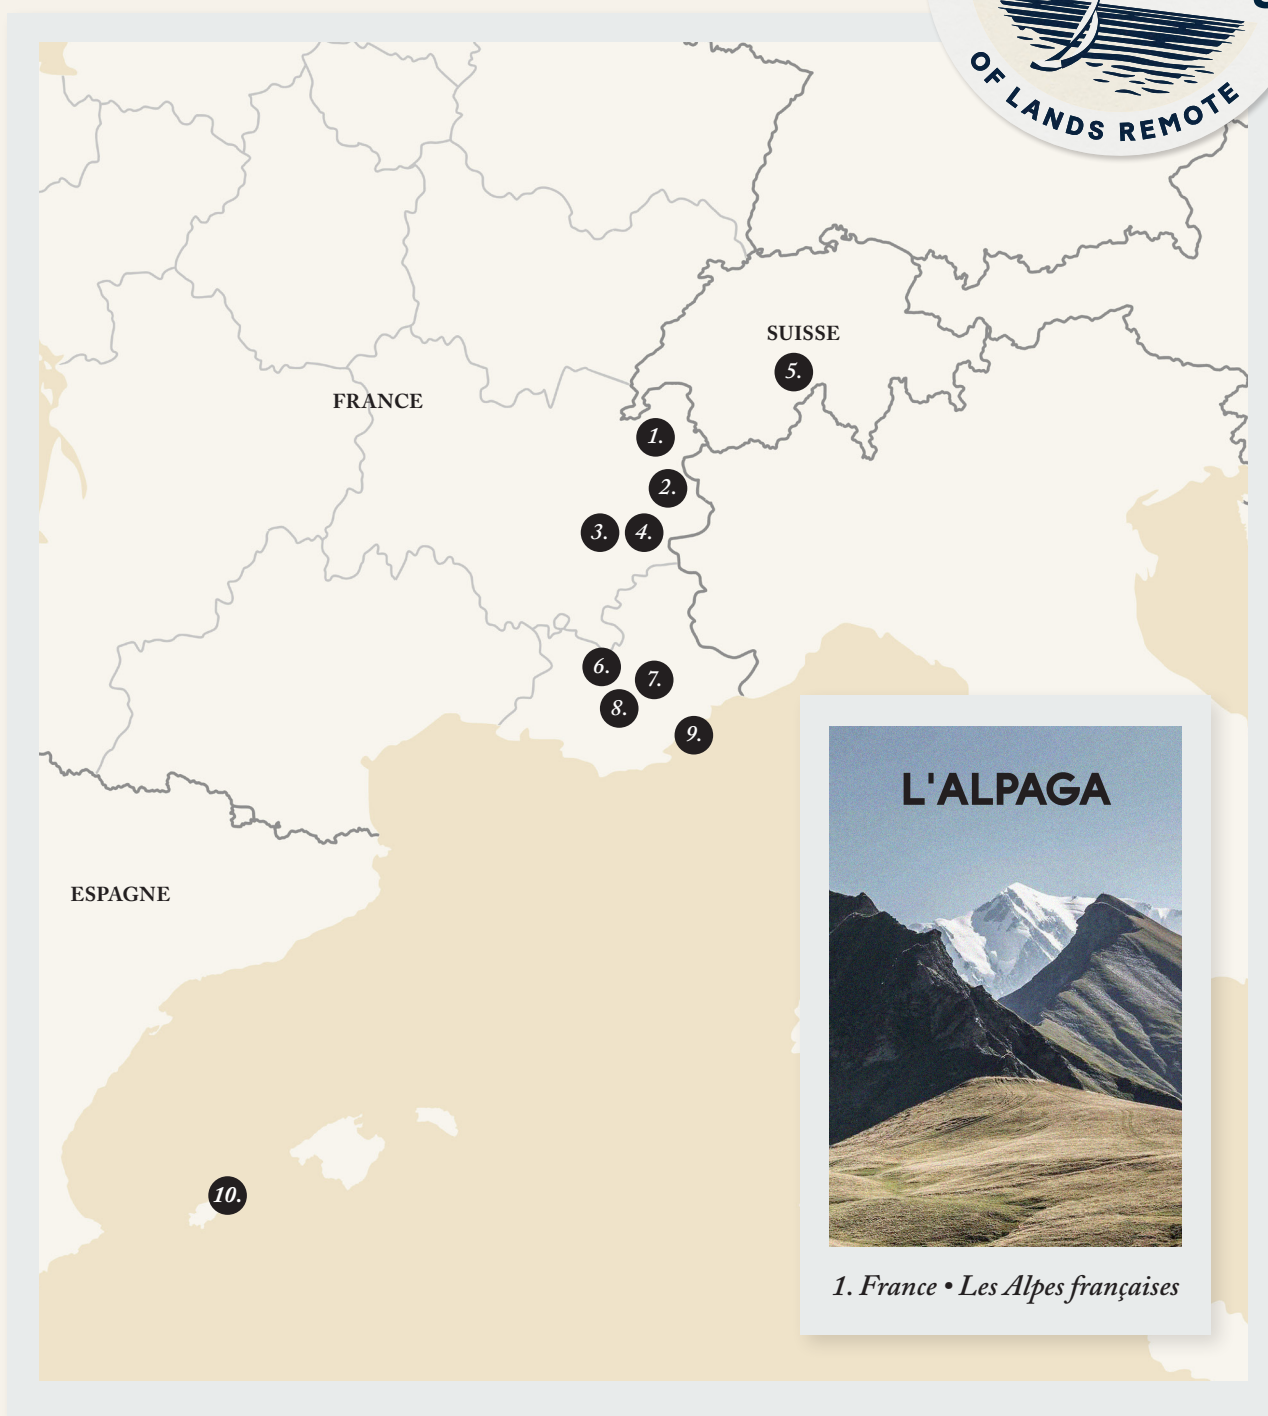 OF LANDS REMOTE
SUISSE
5.
FRANCE
1.
2.
3. 4.
6.
7.
8.
9.
L'ALPAGA
ESPAGNE
10.
1. France • Les Alpes françaises